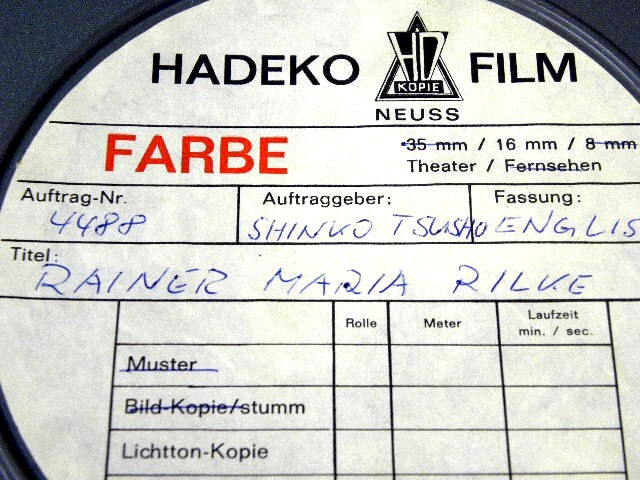 HADEKO FILM
KOPIE
NEUSS
FARBE
35 mm / 16 mm / 8 mm
Theater / Fernsehen
Auftrag-Nr. Auftraggeber: Fassung:
4488 SHINKO TSUSHO ENGLIS
Titel:
RAINER MARIA RILKE
Rolle Meter Laufzeit
min. / sec.
Muster
Bild-Kopie/stumm
Lichtton-Kopie